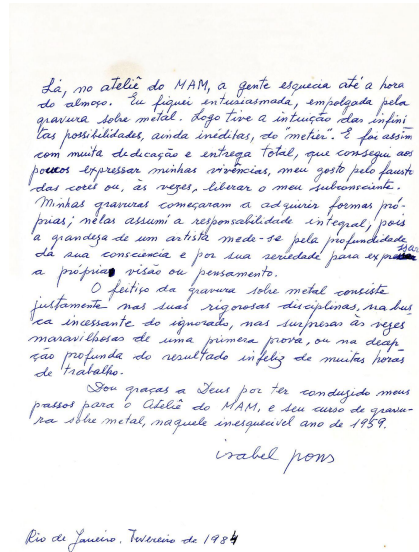 Lá, no ateliê do MAM, a gente esquecia até a hora
do almoço. Eu fiquei entusiasmada, empolgada pela
gravura sobre metal. Logo tive a intuição das infini
tas possibilidades, ainda inéditas, do "metier". E foi assim
com muita dedicação e entrega total, que consegui aos
poucos expressar minhas vivências, meu gosto pelo fausto
das cores ou, às vezes, liberar o meu subconsciente.
Minhas gravuras começaram a adquirir formas pró-
prias; nelas assumi a responsabilidade integral, pois
a grandeza de um artista mede-se pela profundidade
da sua consciencia e por sua seriedade para expressar
a própria visão ou pensamento.
O feitiço da gravura sobre metal consiste
justamente nas suas rigorosas disciplinas, na bus
ca incessante do ignorado, nas surpresas às vezes
maravilhosas de uma primeira prova, ou na decep
ção profunda do resultado infeliz de muitas horas
de trabalho.
Dou graças a Deus por ter conduzido meus
passos para o Ateliê do MAM, e seu curso de gravu-
ra sobre metal, naquele inesquecível ano de 1959.
isabel pons
Rio de Janeiro, Fevereiro de 1984